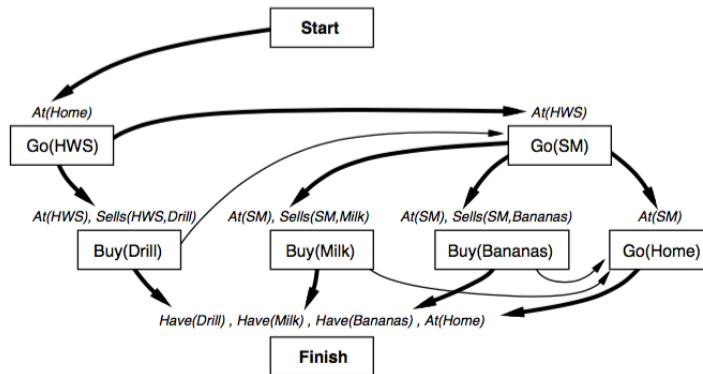 Start
At(Home)
At(HWS)
Go(HWS)
Go(SM)
At(HWS), Sells(HWS,Drill)
At(SM), Sells(SM,Milk)
At(SM), Sells(SM,Bananas)
At(SM)
Buy(Drill)
Buy(Milk)
Buy(Bananas)
Go(Home)
Have(Drill) , Have(Milk) , Have(Bananas) , At(Home)
Finish